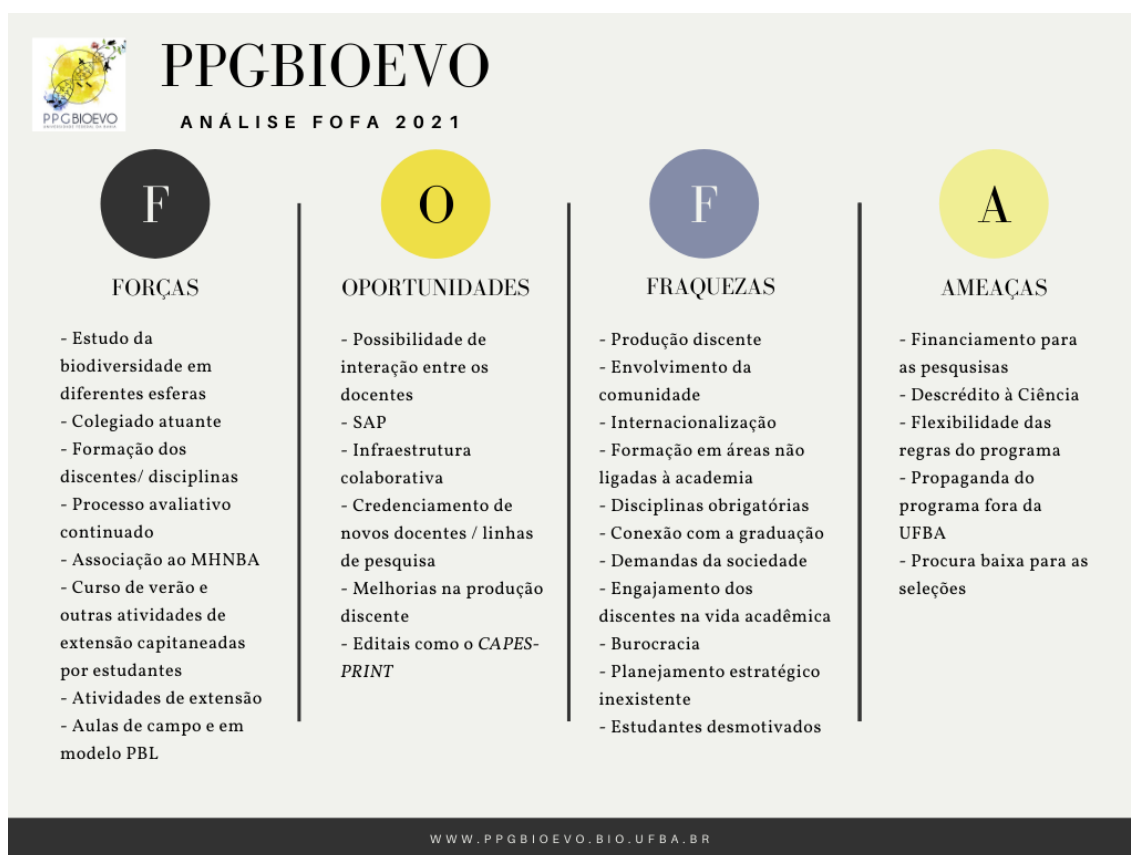 PPGBIOEVO
ANÁLISE FOFA 2021
PPGBIOEVO
UNIVERSIDADE FEDERAL DA BAHIA
F
FORÇAS
- Estudo da
biodiversidade em
diferentes esferas
- Colegiado atuante
- Formação dos
discentes/ disciplinas
- Processo avaliativo
continuado
- Associação ao MHNBA
- Curso de verão e
outras atividades de
extensão capitaneadas
por estudantes
- Atividades de extensão
- Aulas de campo e em
modelo PBL
O
OPORTUNIDADES
- Possibilidade de
interação entre os
docentes
- SAP
- Infraestrutura
colaborativa
- Credenciamento de
novos docentes / linhas
de pesquisa
- Melhorias na produção
discente
- Editais como o CAPES-
PRINT
F
FRAQUEZAS
- Produção discente
- Envolvimento da
comunidade
- Internacionalização
- Formação em áreas não
ligadas à academia
- Disciplinas obrigatórias
- Conexão com a graduação
- Demandas da sociedade
- Engajamento dos
discentes na vida acadêmica
- Burocracia
- Planejamento estratégico
inexistente
- Estudantes desmotivados
A
AMEAÇAS
- Financiamento para
as pesqusisas
- Descrédito à Ciência
- Flexibilidade das
regras do programa
- Propaganda do
programa fora da
UFBA
- Procura baixa para as
seleções
WWW.PPGBIOEVO.BIO.UFBA.BR